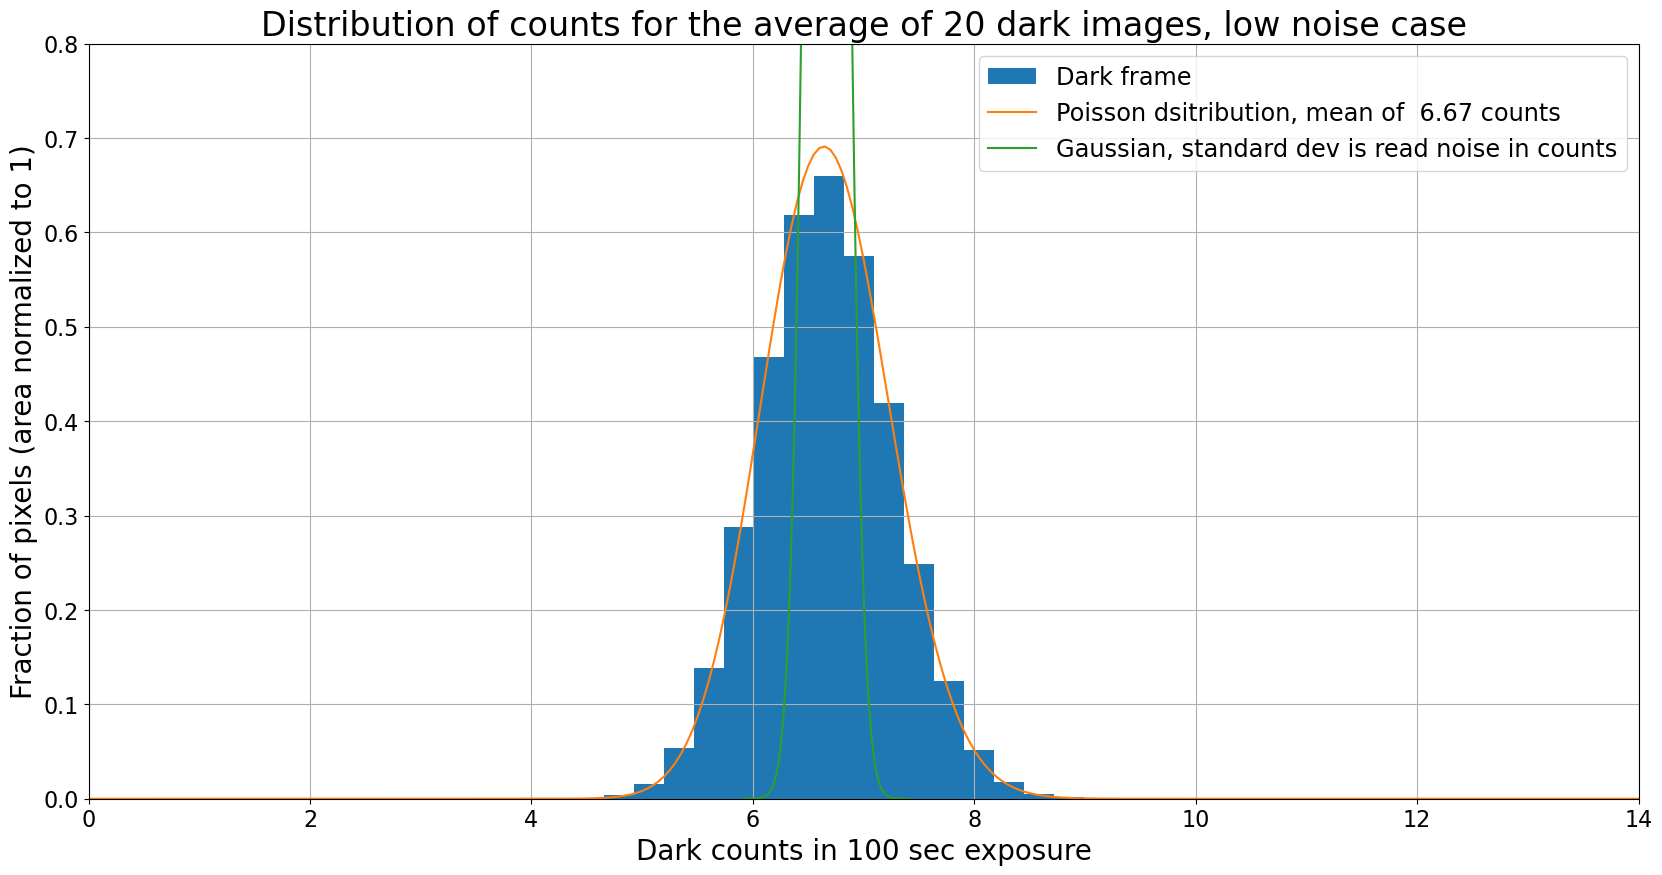 Distribution of counts for the average of 20 dark images, low noise case
Fraction of pixels (area normalized to 1)
0.8
0.7
0.6
0.5
0.4
0.3
0.2
0.1
0.0
Dark frame
Poisson dsitribution, mean of  6.67 counts
Gaussian, standard dev is read noise in counts
0 2 4 6 8 10 12 14
Dark counts in 100 sec exposure